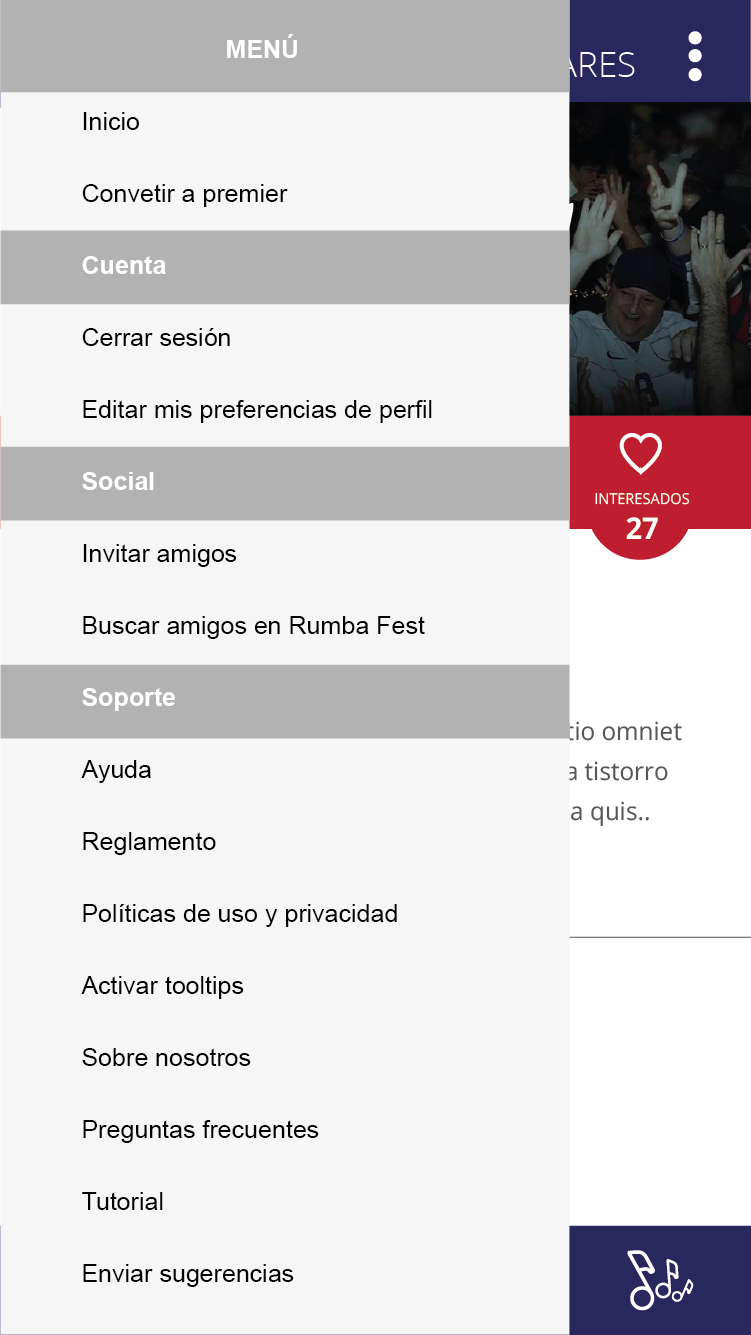 MENÚ
ARES
Inicio
Convetir a premier
Cuenta
Cerrar sesión
Editar mis preferencias de perfil
INTERESADOS
27
Social
Invitar amigos
Buscar amigos en Rumba Fest
Soporte
tio omniet
a tistorro
a quis..
Ayuda
Reglamento
Políticas de uso y privacidad
Activar tooltips
Sobre nosotros
Preguntas frecuentes
Tutorial
Enviar sugerencias